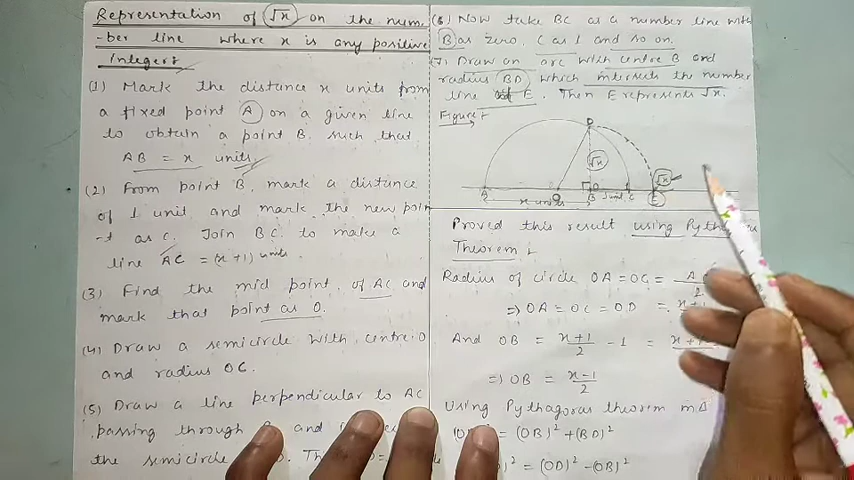 Representation of √x on the num
-ber line where x is any positive
integers
(1) Mark the distance x units from
a fixed point A on a given line
to obtain a point B, such that
AB = x units.
(2) From point B, mark a distance
of 1 unit and mark the new poin
-t as C. Join BC to make a
line AC = (x+1) units.
(3) Find the mid point of AC and
mark that point as O.
(4) Draw a semicircle with centre O
and radius OC.
(5) Draw a line perpendicular to AC
passing through B and
the semicircle
(6) Now take BC as a number line with
B as zero, C as 1 and so on.
(7) Draw an arc with centre B and
radius BD which intersects the number
line at E. Then E represents √x.
Figure:-
D
√x
√x
A
O
B
1 unit
C
E
x units
Proved this result using Pythagoras
Theorem:
Radius of circle OA = OC =
⇒ OA = OC = OD =
And OB = x+1/2 - 1 =
⇒ OB = x-1/2
Using Pythagoras theorem in Δ
= (OB)² + (BD)²
= (OD)² - (OB)²